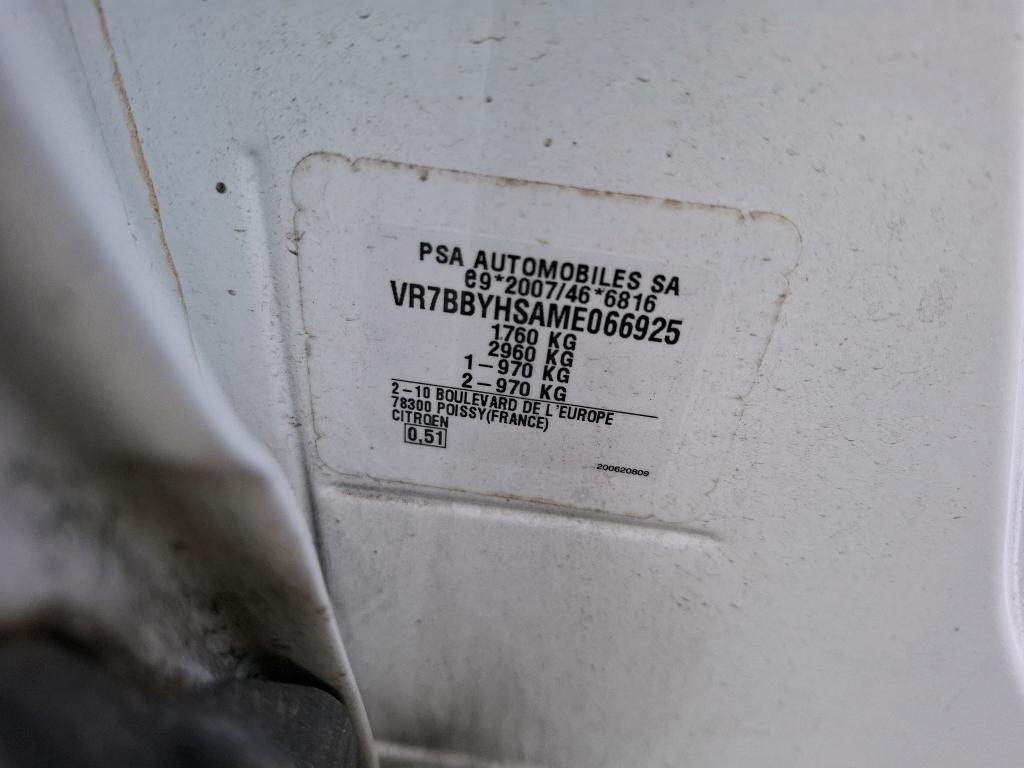 PSA AUTOMOBILES SA
e9*2007/46*6816
VR7BBYHSAME066925
1760 KG
2960 KG
1-970 KG
2-970 KG
2-10 BOULEVARD DE L'EUROPE
78300 POISSY(FRANCE)
CITROEN
0,51
200620809